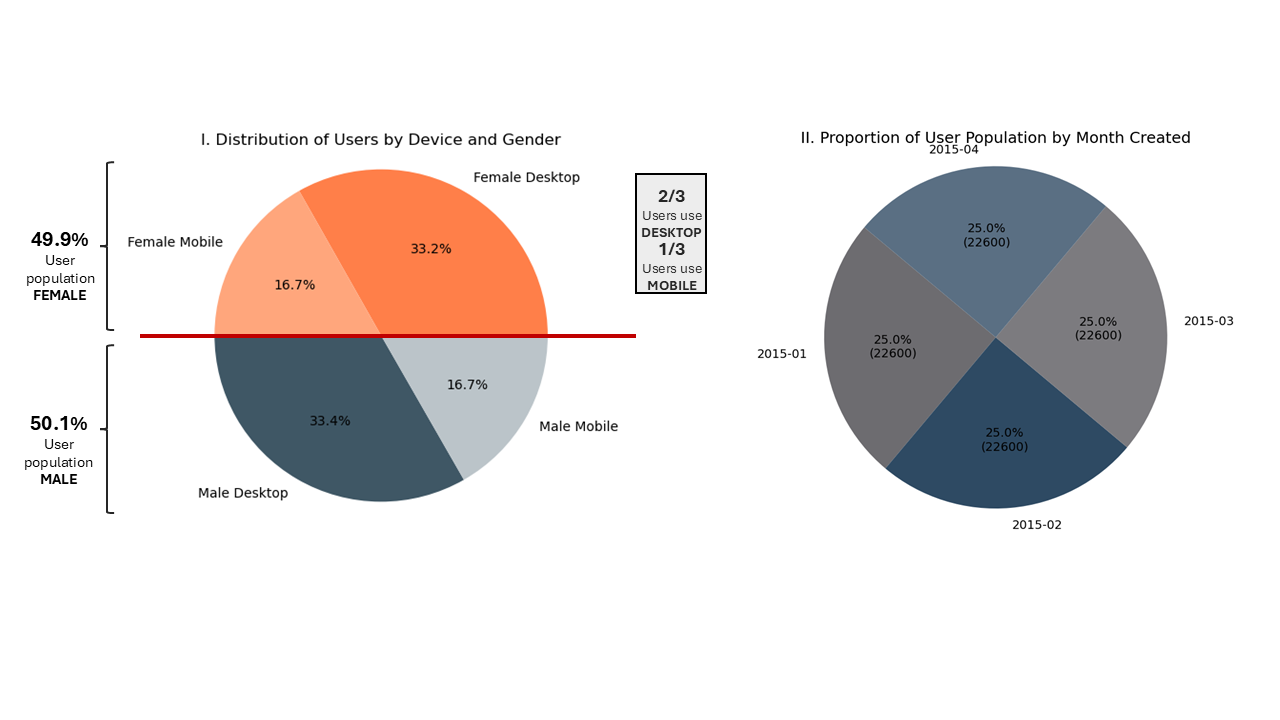 I. Distribution of Users by Device and Gender
Female Desktop
33.2%
Female Mobile
16.7%
16.7%
Male Mobile
33.4%
Male Desktop
49.9%
User
population
FEMALE
50.1%
User
population
MALE
2/3
Users use
DESKTOP
1/3
Users use
MOBILE
II. Proportion of User Population by Month Created
2015-04
25.0%
(22600)
2015-03
25.0%
(22600)
2015-01
25.0%
(22600)
25.0%
(22600)
2015-02